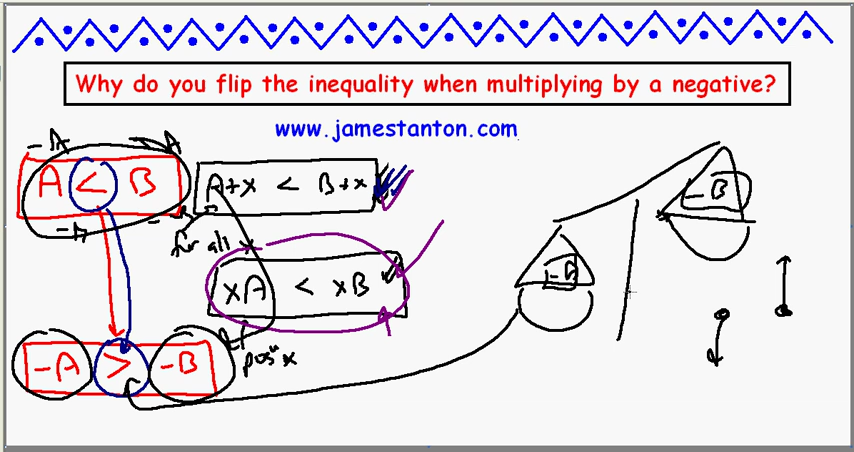 Why do you flip the inequality when multiplying by a negative?
www.jamestanton.com
-A
A < B
A+x < B+x
-A
for all x
xA < xB
pos x
-A > -B
-B
-A